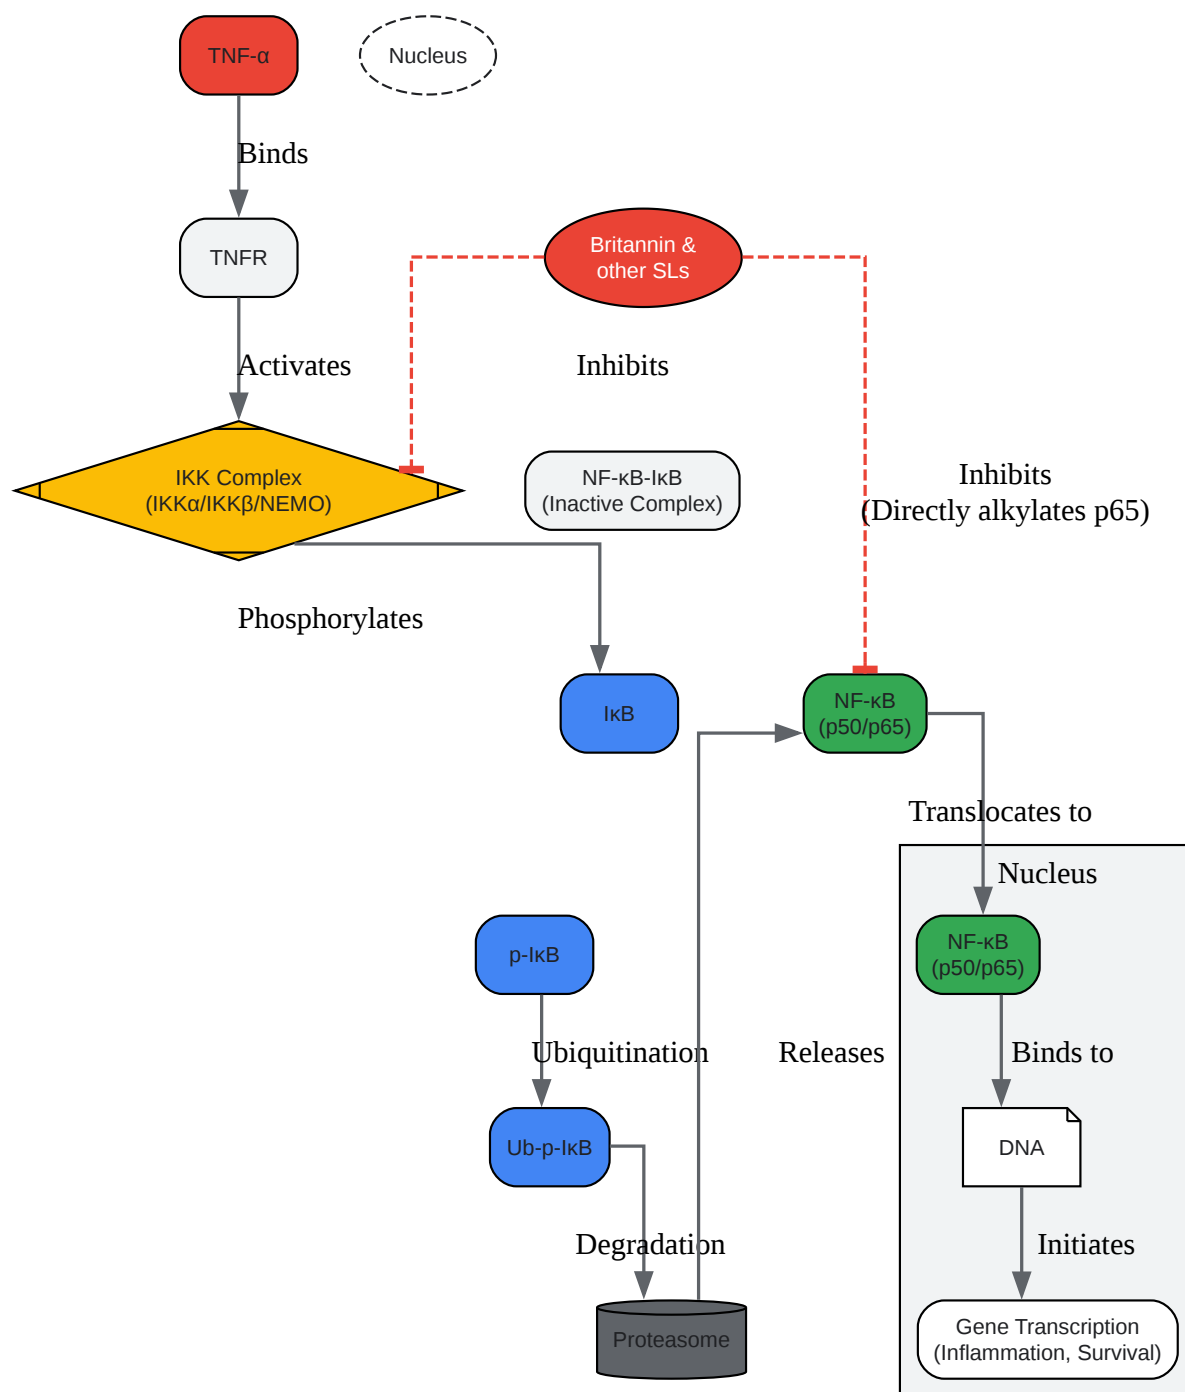 TNF-α
Nucleus
Binds
TNFR
Britannin &
other SLs
Activates
Inhibits
IKK Complex
(IKKα/IKKβ/NEMO)
NF-κB-IκB
(Inactive Complex)
Inhibits
(Directly alkylates p65)
Phosphorylates
IκB
NF-κB
(p50/p65)
Translocates to
Nucleus
p-IκB
NF-κB
(p50/p65)
Ubiquitination
Releases
Binds to
Ub-p-IκB
DNA
Degradation
Initiates
Proteasome
Gene Transcription
(Inflammation, Survival)